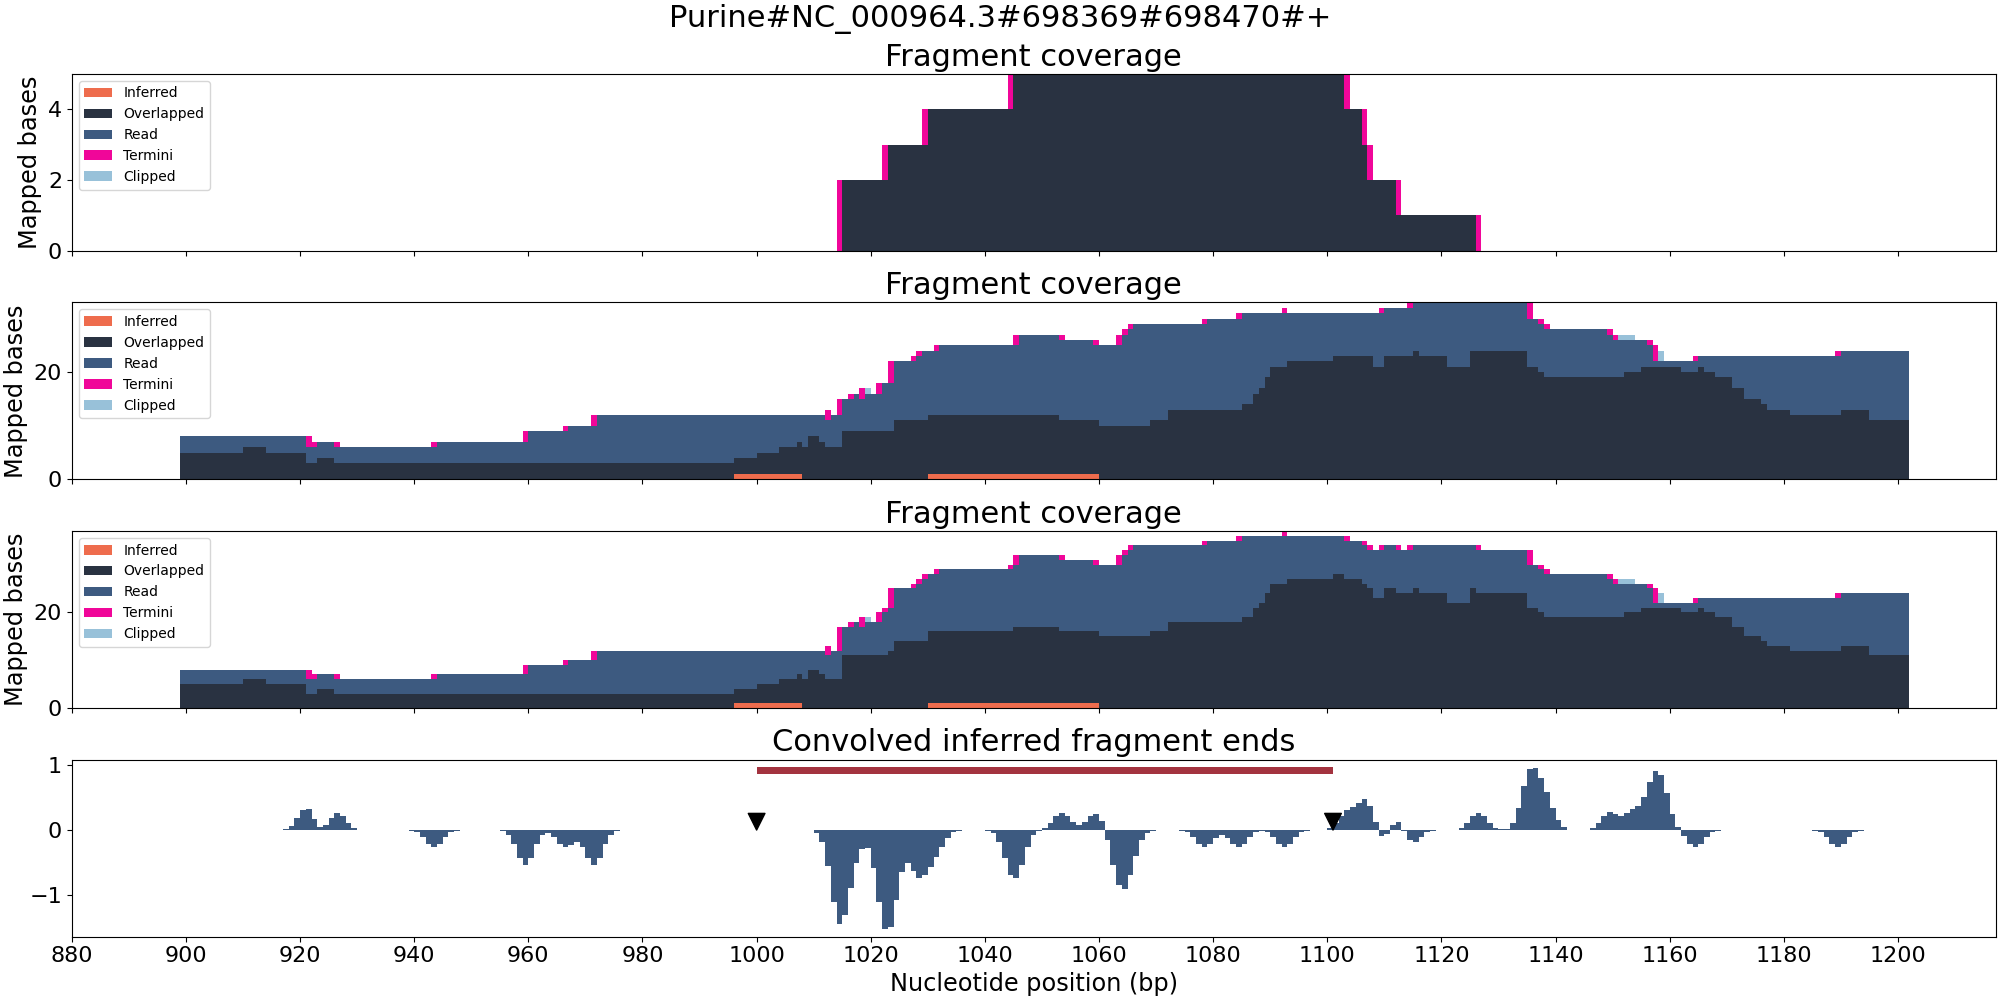 Purine#NC_000964.3#698369#698470#+
Fragment coverage
Mapped bases
4
2
0
Inferred
Overlapped
Read
Termini
Clipped
Fragment coverage
Mapped bases
20
0
Inferred
Overlapped
Read
Termini
Clipped
Fragment coverage
Mapped bases
20
0
Inferred
Overlapped
Read
Termini
Clipped
Convolved inferred fragment ends
1
0
−1
880 900 920 940 960 980 1000 1020 1040 1060 1080 1100 1120 1140 1160 1180 1200
Nucleotide position (bp)